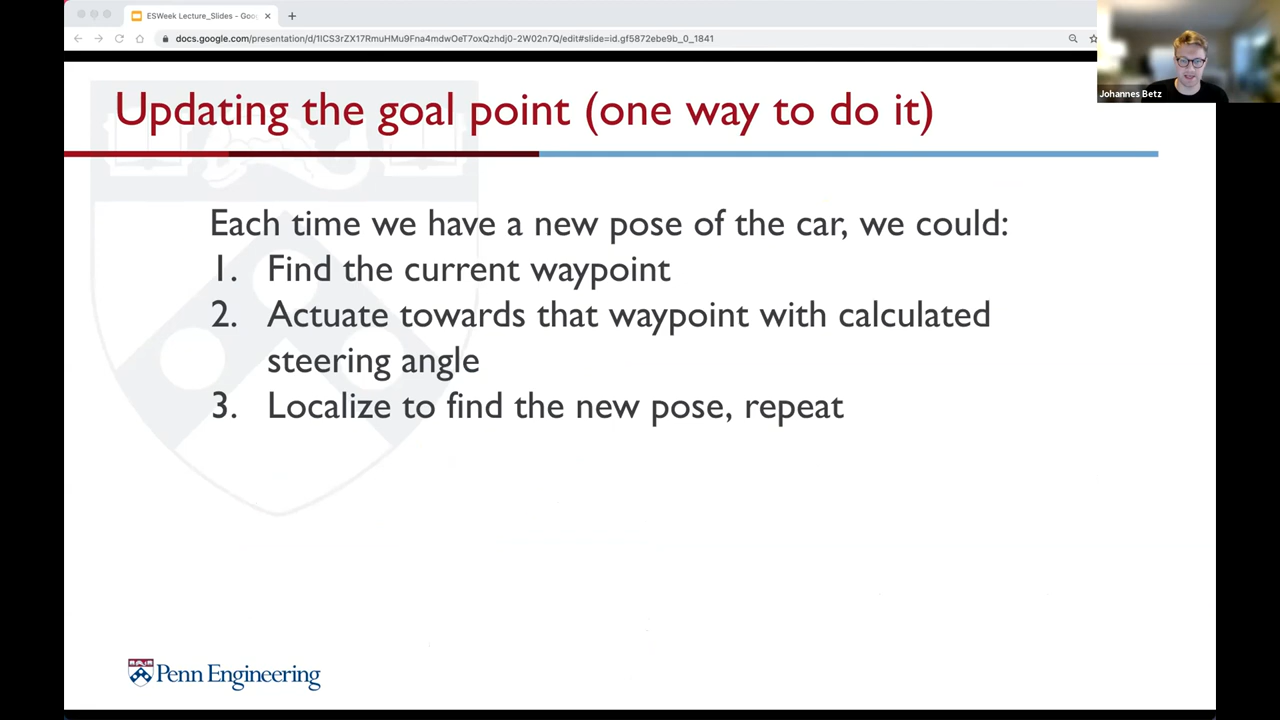 ESWeek Lecture_Slides - Goo
docs.google.com/presentation/d/1ICS3rZX17RmuHMu9Fna4mdwOeT7oxQzhdj0-2W02n7Q/edit#slide=id.gf5872ebe9b_0_1841
Johannes Betz
Updating the goal point (one way to do it)
Each time we have a new pose of the car, we could:
1. Find the current waypoint
2. Actuate towards that waypoint with calculated
steering angle
3. Localize to find the new pose, repeat
Penn Engineering